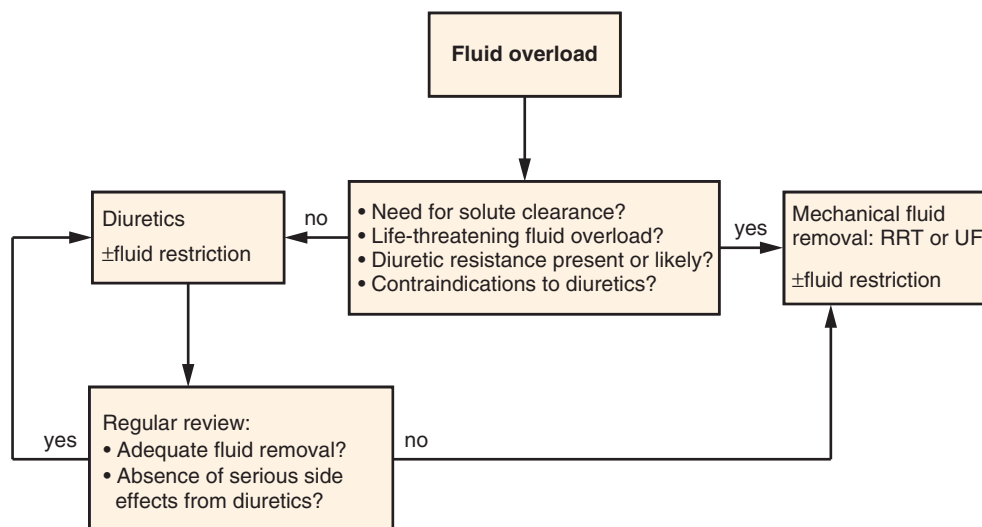 Fluid overload
Diuretics
±fluid restriction
no
• Need for solute clearance?
• Life-threatening fluid overload?
• Diuretic resistance present or likely?
• Contraindications to diuretics?
yes
Mechanical fluid
removal: RRT or UF
±fluid restriction
yes
Regular review:
• Adequate fluid removal?
• Absence of serious side
effects from diuretics?
no